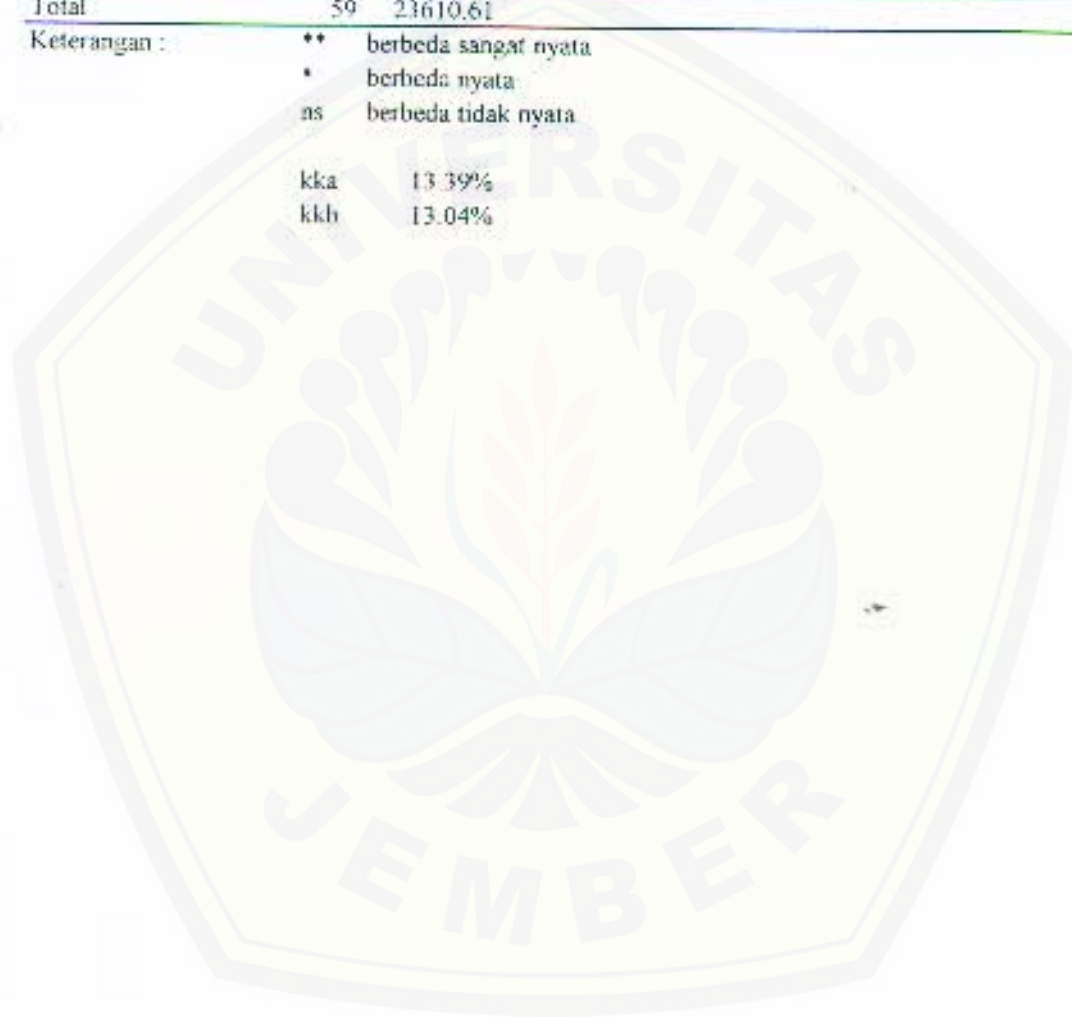 Total 59 23610.61
Keterangan : ** berbeda sangat nyata
* berbeda nyata
ns berbeda tidak nyata
kka 13.39%
kkb 13.04%
UNIVERSITAS
JEMBER